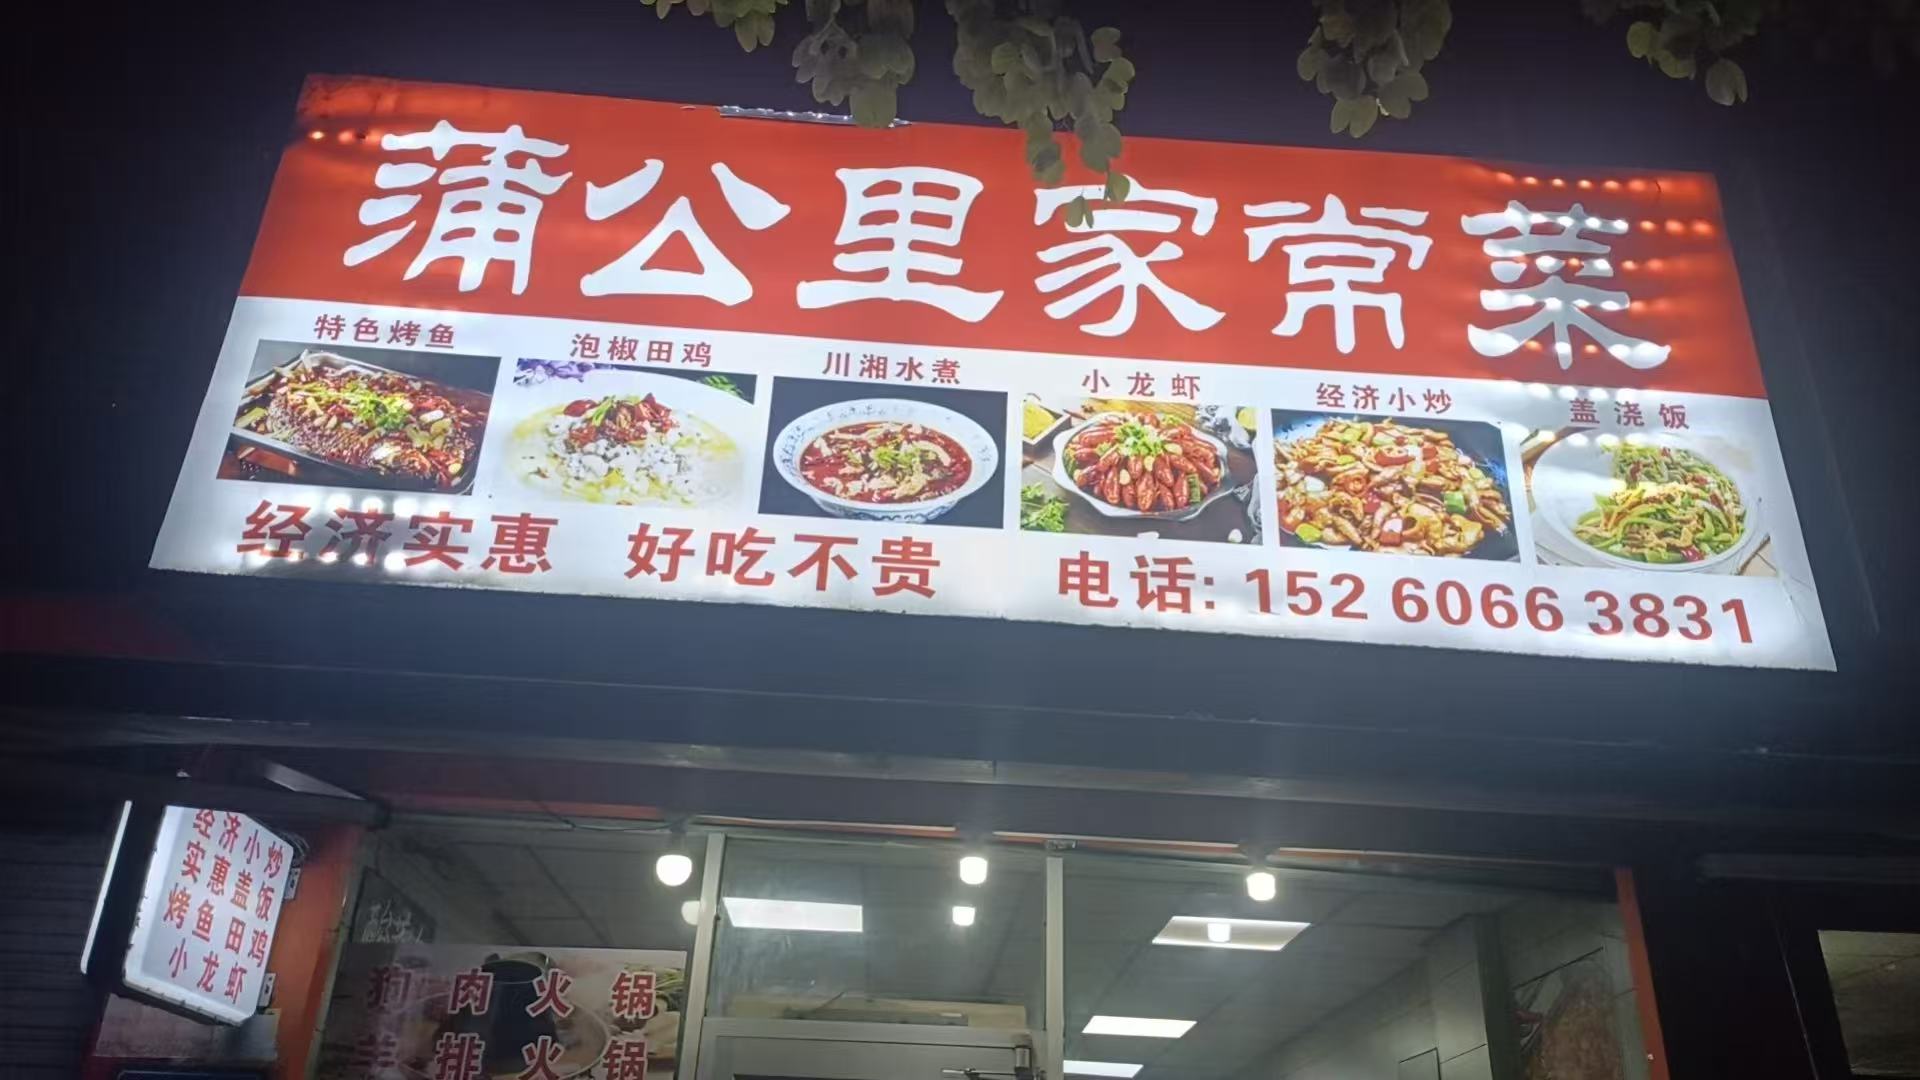 蒲公里家常菜
特色烤鱼
泡椒田鸡
川湘水煮
小龙虾
经济小炒
盖浇饭
经济实惠 好吃不贵 电话: 152 6066 3831
经济小炒
实惠盖饭
烤鱼田鸡
小龙虾
狗肉火锅
羊排火锅